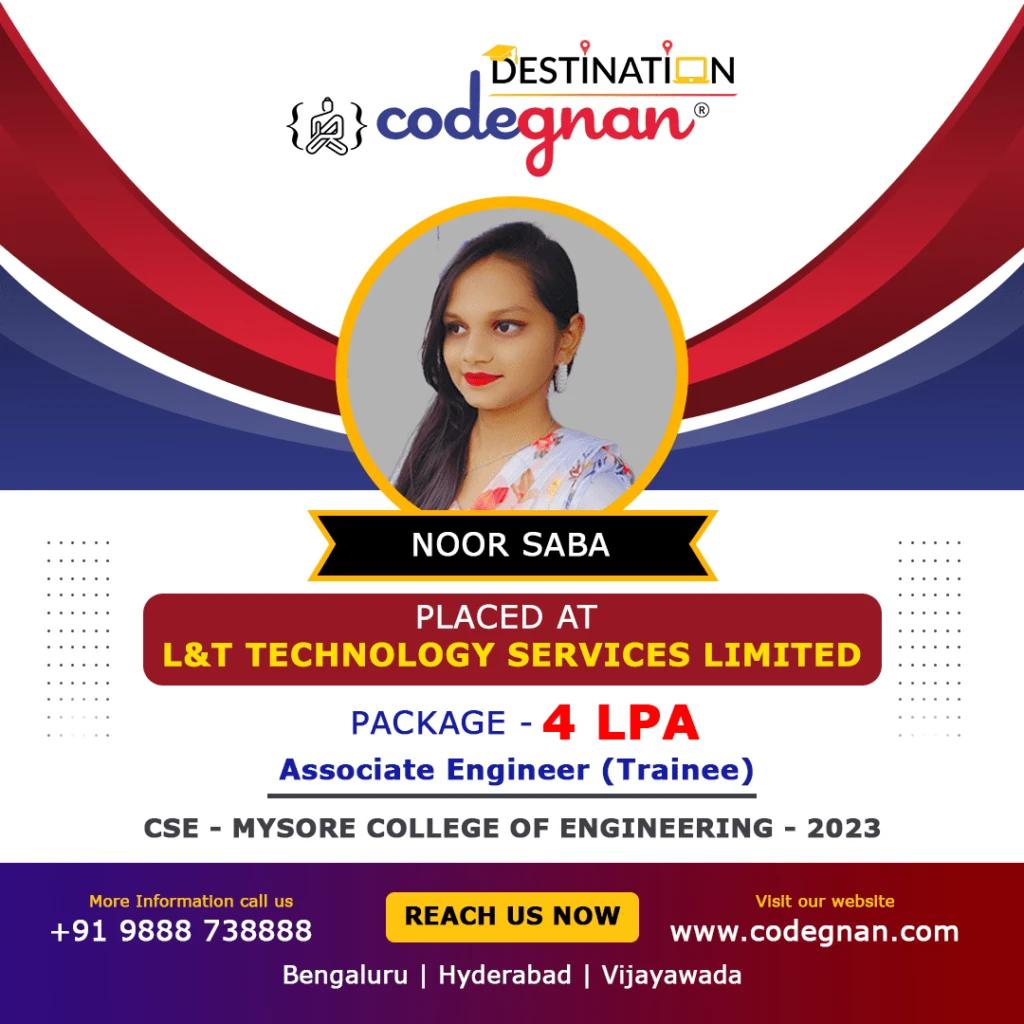 DESTINATION
codegnan®
NOOR SABA
PLACED AT
L&T TECHNOLOGY SERVICES LIMITED
PACKAGE - 4 LPA
Associate Engineer (Trainee)
CSE - MYSORE COLLEGE OF ENGINEERING - 2023
More Information call us
+91 9888 738888
REACH US NOW
Visit our website
www.codegnan.com
Bengaluru | Hyderabad | Vijayawada